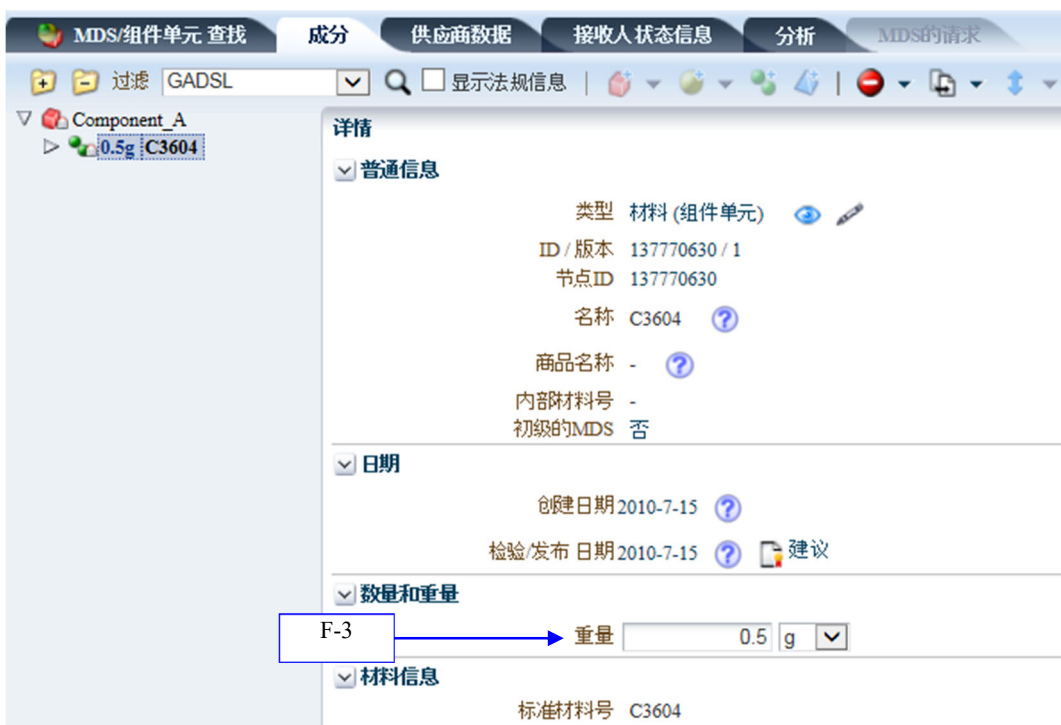 MDS/组件单元 查找 成分 供应商数据 接收人状态信息 分析 MDS的请求
过滤 GADSL 显示法规信息
Component_A
0.5g C3604
详情
普通信息
类型 材料 (组件单元)
ID / 版本 137770630 / 1
节点ID 137770630
名称 C3604
商品名称 -
内部材料号 -
初级的MDS 否
日期
创建日期 2010-7-15
检验/发布 日期 2010-7-15 建议
数量和重量
F-3
重量 0.5 g
材料信息
标准材料号 C3604